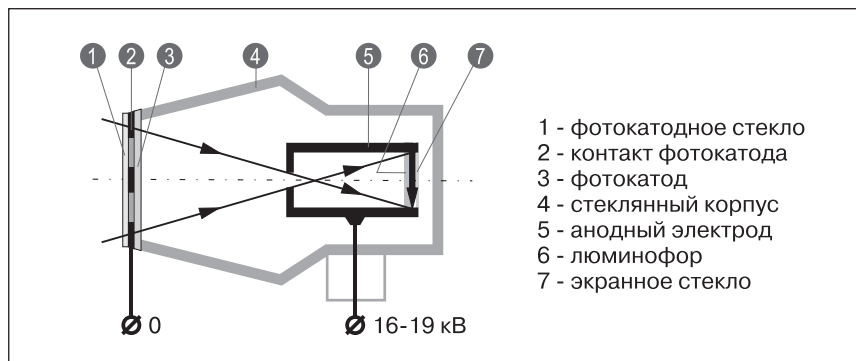 1 2 3 4 5 6 7
1 - фотокатодное стекло
2 - контакт фотокатода
3 - фотокатод
4 - стеклянный корпус
5 - анодный электрод
6 - люминофор
7 - экранное стекло
0 16-19 кВ